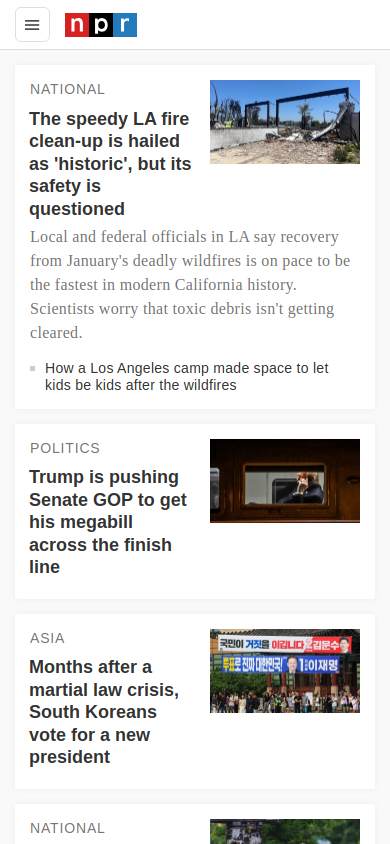 npr
NATIONAL
The speedy LA fire
clean-up is hailed
as 'historic', but its
safety is
questioned
Local and federal officials in LA say recovery
from January's deadly wildfires is on pace to be
the fastest in modern California history.
Scientists worry that toxic debris isn't getting
cleared.
How a Los Angeles camp made space to let
kids be kids after the wildfires
POLITICS
Trump is pushing
Senate GOP to get
his megabill
across the finish
line
ASIA
Months after a
martial law crisis,
South Koreans
vote for a new
president
국민이 거짓을 이깁니다 김문수
투표로 진짜 대한민국! 1 이재명
NATIONAL